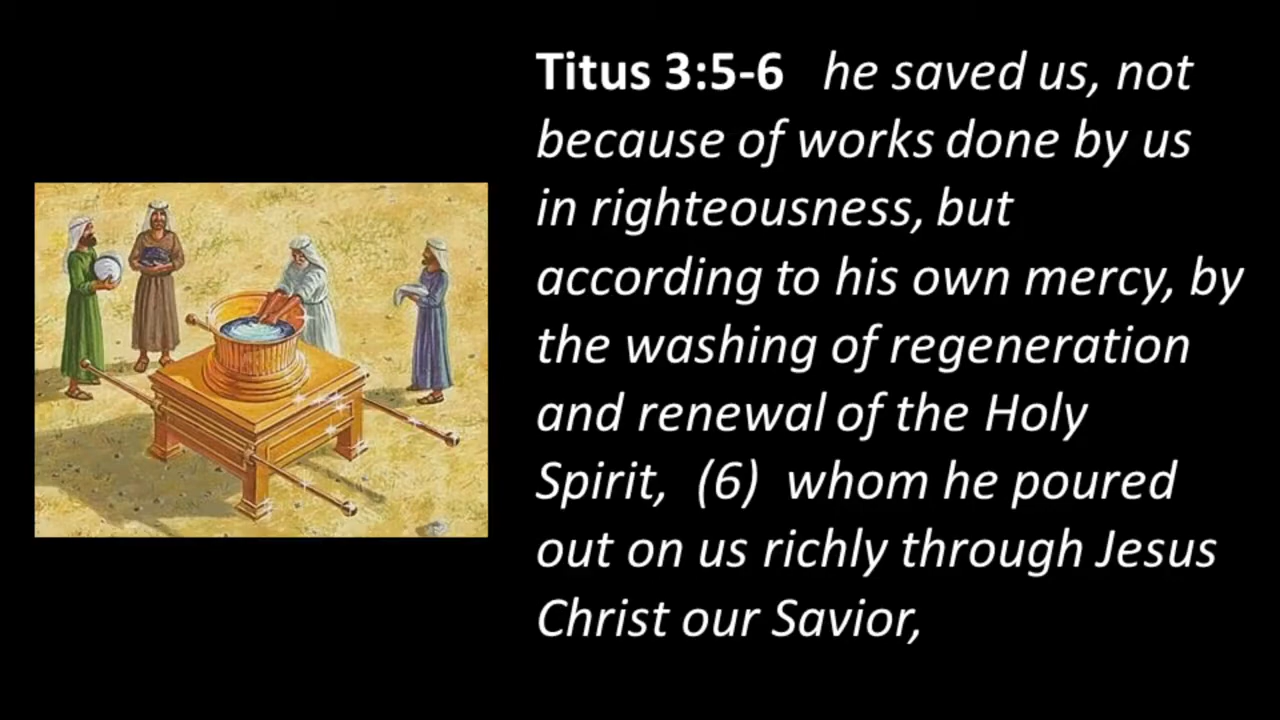 Titus 3:5-6 he saved us, not
because of works done by us
in righteousness, but
according to his own mercy, by
the washing of regeneration
and renewal of the Holy
Spirit, (6) whom he poured
out on us richly through Jesus
Christ our Savior,